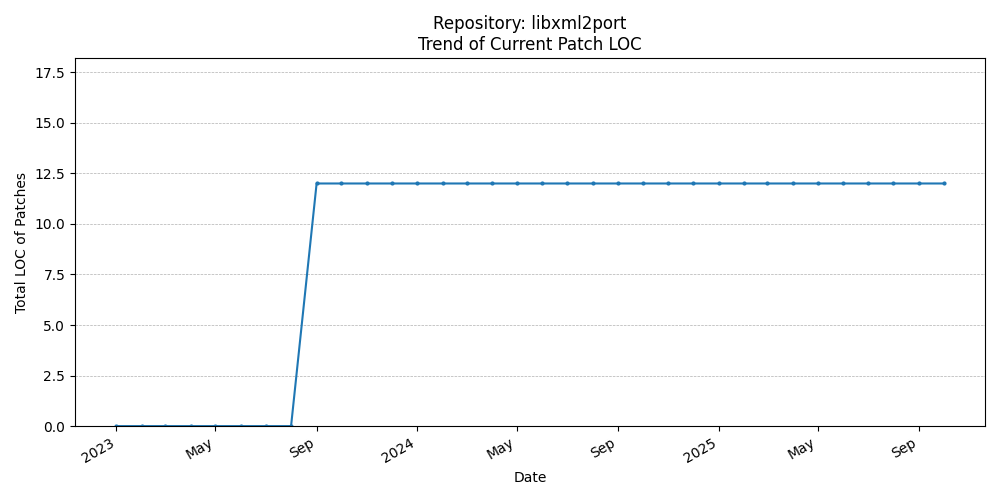 Repository: libxml2port
Trend of Current Patch LOC
17.5
15.0
12.5
10.0
7.5
5.0
2.5
0.0
Total LOC of Patches
2023
May
Sep
2024
May
Sep
2025
May
Sep
Date